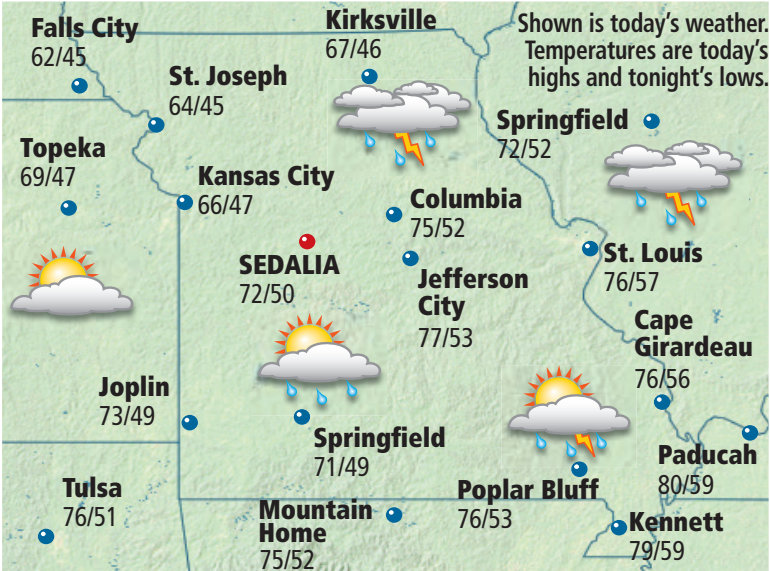 Falls City
62/45
Kirksville
67/46
Shown is today's weather.
Temperatures are today's
highs and tonight's lows.
St. Joseph
64/45
Springfield
72/52
Topeka
69/47
Kansas City
66/47
Columbia
75/52
SEDALIA
72/50
Jefferson
City
77/53
St. Louis
76/57
Cape
Girardeau
76/56
Joplin
73/49
Springfield
71/49
Paducah
80/59
Tulsa
76/51
Mountain
Home
75/52
Poplar Bluff
76/53
Kennett
79/59